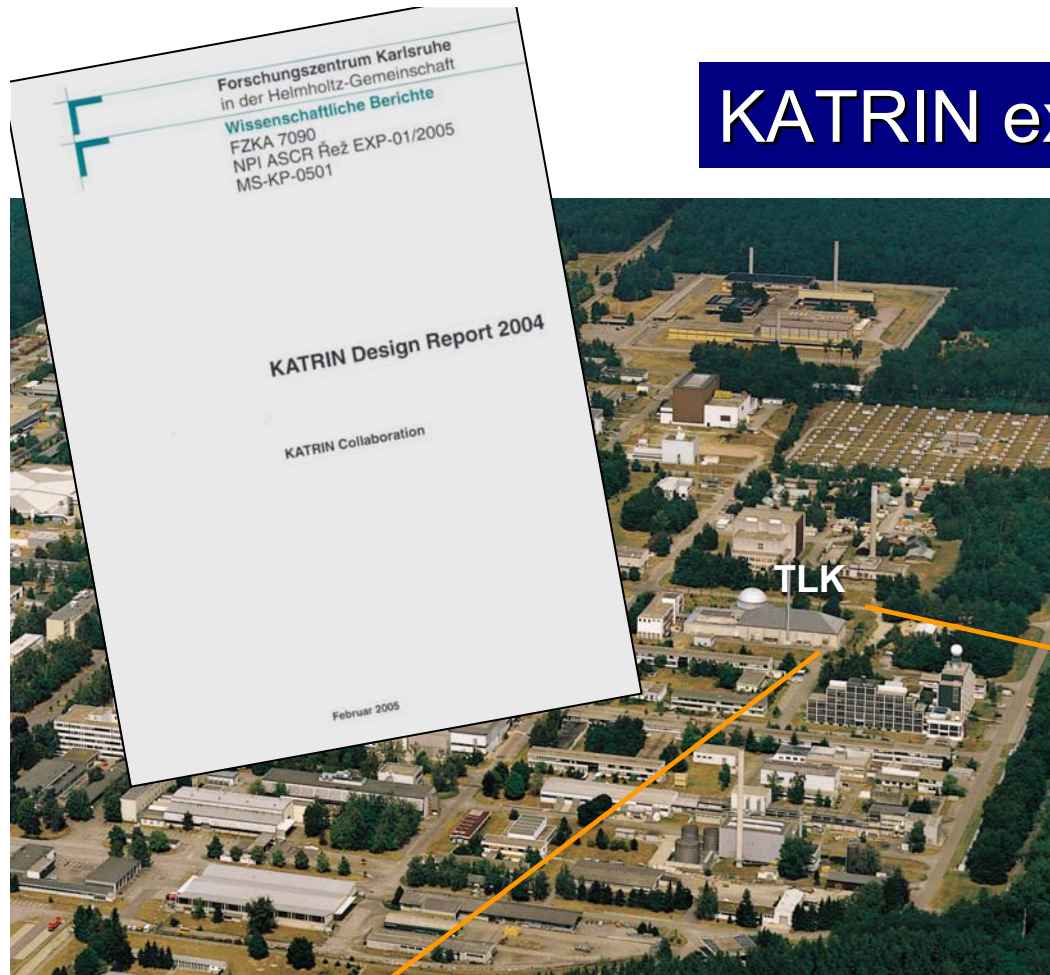 Forschungszentrum Karlsruhe
in der Helmholtz-Gemeinschaft
Wissenschaftliche Berichte
FZKA 7090
NPI ASCR Řež EXP-01/2005
MS-KP-0501
KATRIN Design Report 2004
KATRIN Collaboration
Februar 2005
KATRIN ex
TLK